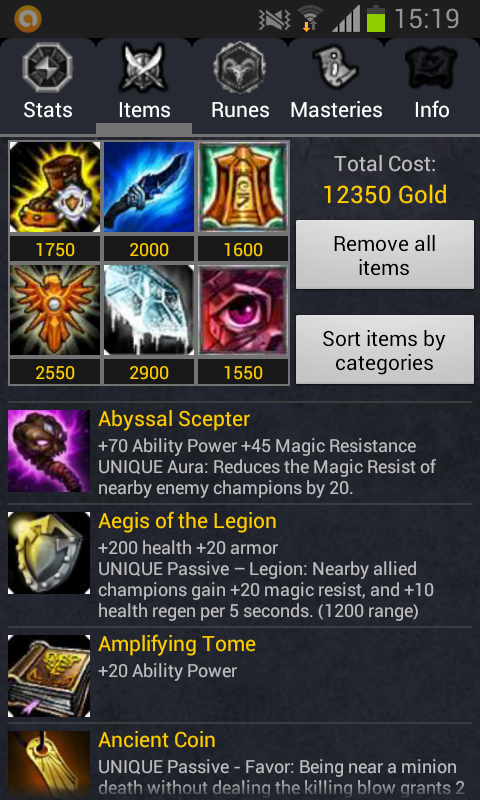 15:19
Stats Items Runes Masteries Info
Total Cost:
12350 Gold
1750 2000 1600
Remove all
items
2550 2900 1550
Sort items by
categories
Abyssal Scepter
+70 Ability Power +45 Magic Resistance
UNIQUE Aura: Reduces the Magic Resist of
nearby enemy champions by 20.
Aegis of the Legion
+200 health +20 armor
UNIQUE Passive – Legion: Nearby allied
champions gain +20 magic resist, and +10
health regen per 5 seconds. (1200 range)
Amplifying Tome
+20 Ability Power
Ancient Coin
UNIQUE Passive - Favor: Being near a minion
death without dealing the killing blow grants 2